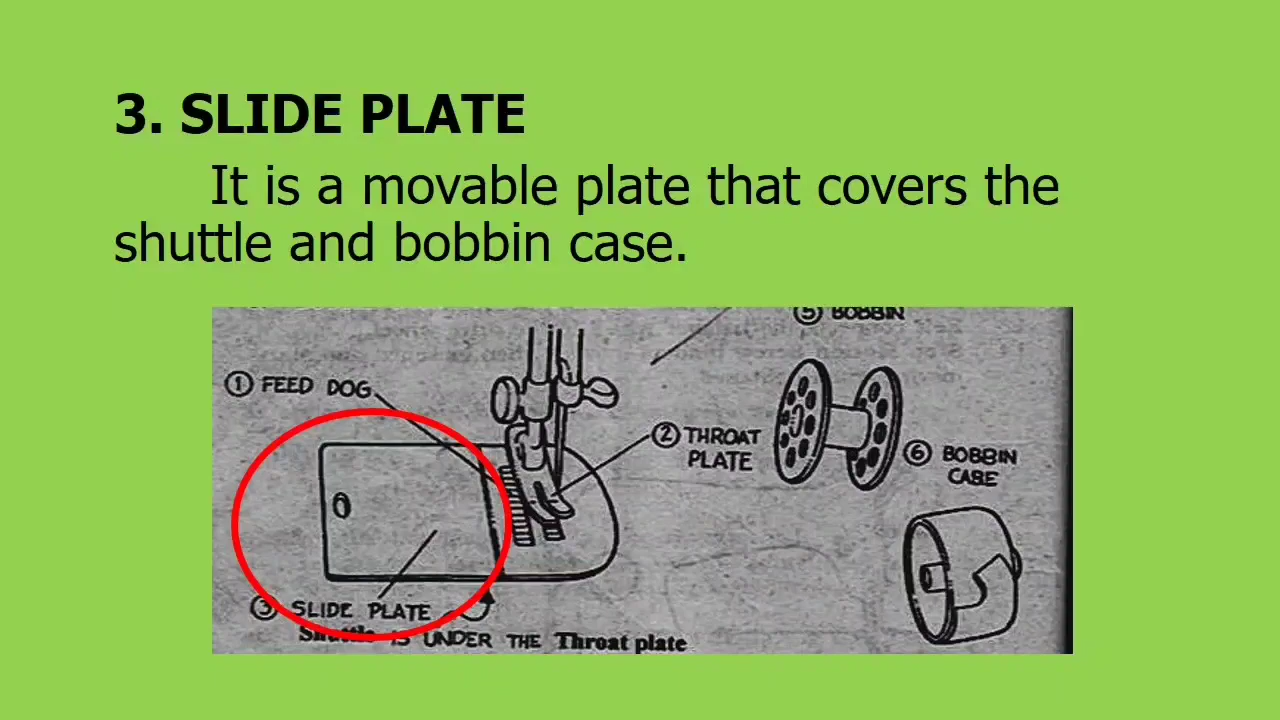 3. SLIDE PLATE
It is a movable plate that covers the
shuttle and bobbin case.
⑤ BOBBIN
① FEED DOG
② THROAT
PLATE
⑥ BOBBIN
CASE
③ SLIDE PLATE
Shuttle IS UNDER THE Throat plate